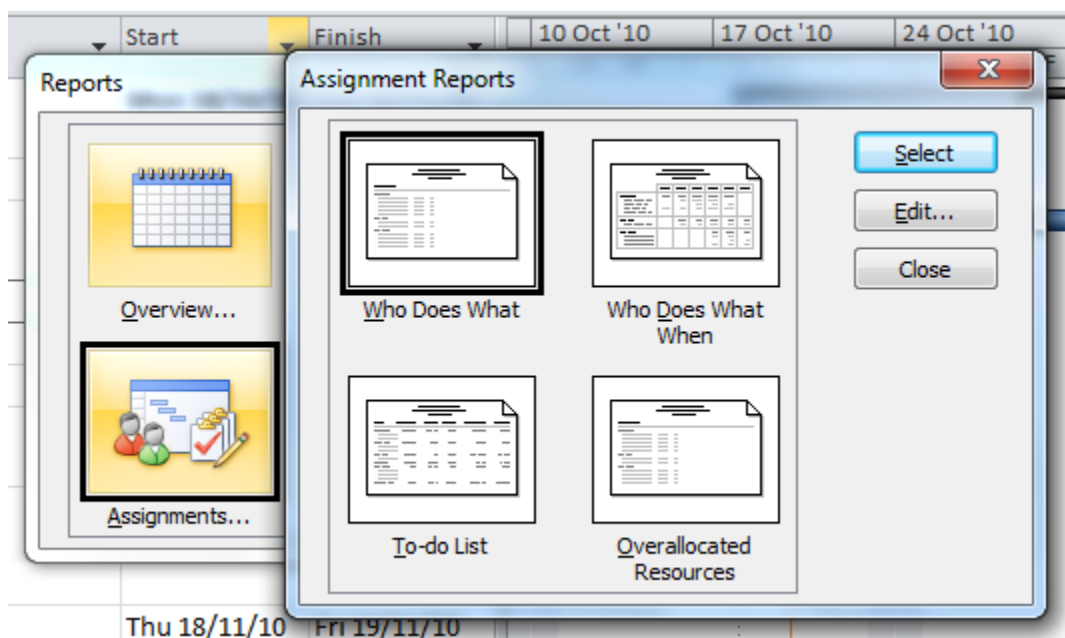 Start
Finish
10 Oct '10
17 Oct '10
24 Oct '10
Reports
Assignment Reports
Overview...
Assignments...
Who Does What
Who Does What
When
To-do List
Overallocated
Resources
Select
Edit...
Close
Thu 18/11/10
Fri 19/11/10